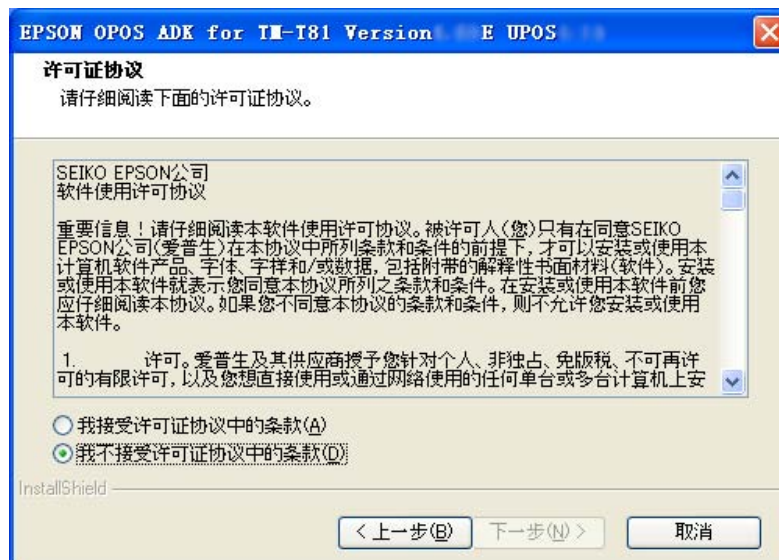 EPSON OPOS ADK for TM-T81 Version E UPOS
许可证协议
请仔细阅读下面的许可证协议。
SEIKO EPSON公司
软件使用许可协议
重要信息！请仔细阅读本软件使用许可协议。被许可人(您)只有在同意SEIKO
EPSON公司(爱普生)在本协议中所列条款和条件的前提下，才可以安装或使用本
计算机软件产品、字体、字样和/或数据，包括附带的解释性书面材料(软件)。安装
或使用本软件就表示您同意本协议所列之条款和条件。在安装或使用本软件前您
应仔细阅读本协议。如果您不同意本协议的条款和条件，则不允许您安装或使用
本软件。
1. 许可。爱普生及其供应商授予您针对个人、非独占、免版税、不可再许
可的有限许可，以及您想直接使用或通过网络使用的任何单台或多台计算机上安
我接受许可证协议中的条款(A)
我不接受许可证协议中的条款(D)
InstallShield
< 上一步(B) 下一步(N) > 取消